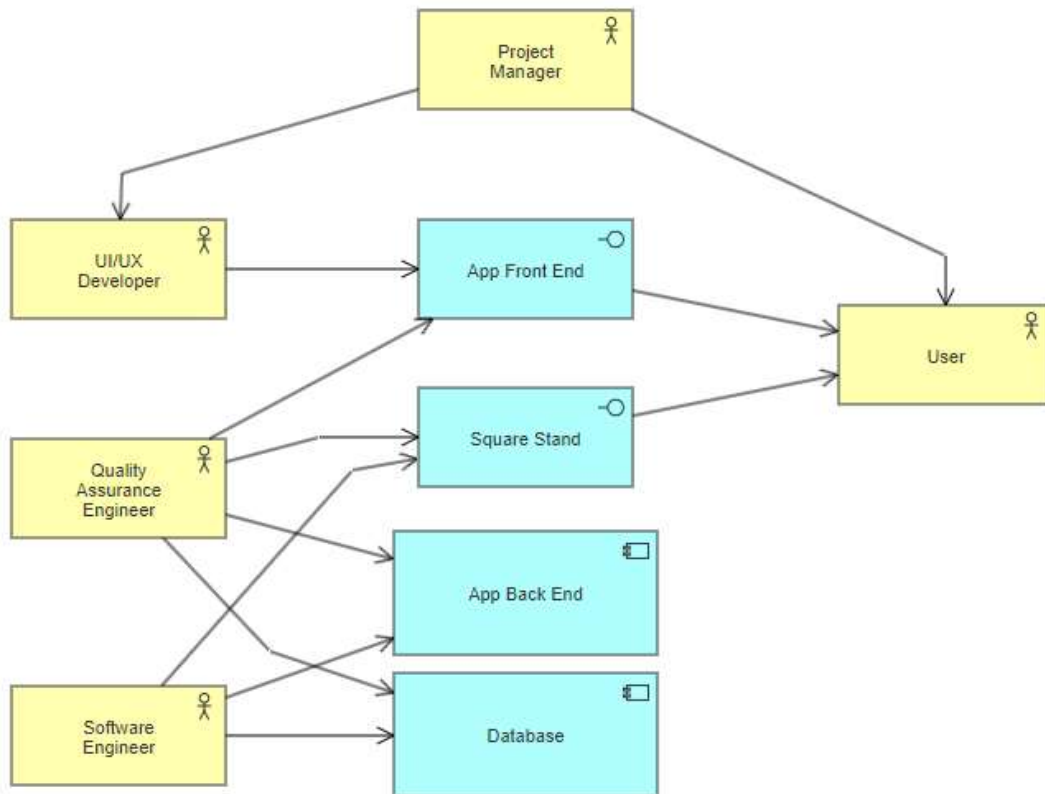 Project
Manager
UI/UX
Developer
App Front End
User
Square Stand
Quality
Assurance
Engineer
App Back End
Software
Engineer
Database